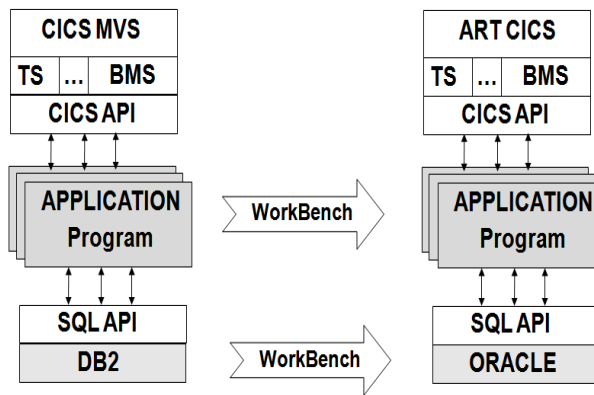 CICS MVS
TS ... BMS
CICS API
APPLICATION
Program
SQL API
DB2
WorkBench
WorkBench
ART CICS
TS ... BMS
CICS API
APPLICATION
Program
SQL API
ORACLE